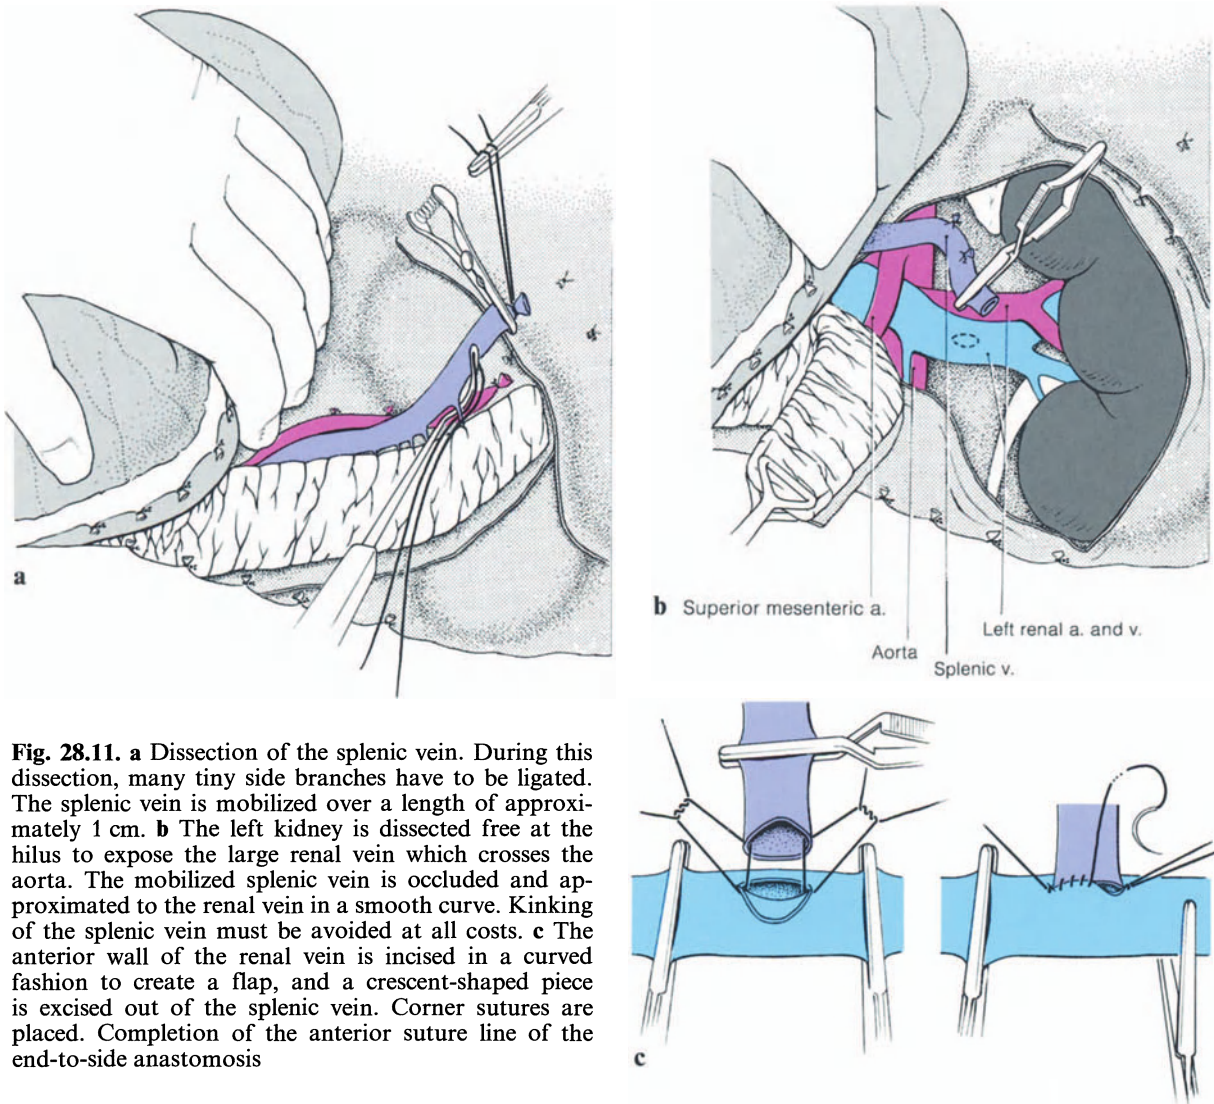 a
b Superior mesenteric a.
Left renal a. and v.
Aorta
Splenic v.
Fig. 28.11. a Dissection of the splenic vein. During this
dissection, many tiny side branches have to be ligated.
The splenic vein is mobilized over a length of approxi-
mately 1 cm. b The left kidney is dissected free at the
hilus to expose the large renal vein which crosses the
aorta. The mobilized splenic vein is occluded and ap-
proximated to the renal vein in a smooth curve. Kinking
of the splenic vein must be avoided at all costs. c The
anterior wall of the renal vein is incised in a curved
fashion to create a flap, and a crescent-shaped piece
is excised out of the splenic vein. Corner sutures are
placed. Completion of the anterior suture line of the
end-to-side anastomosis
c